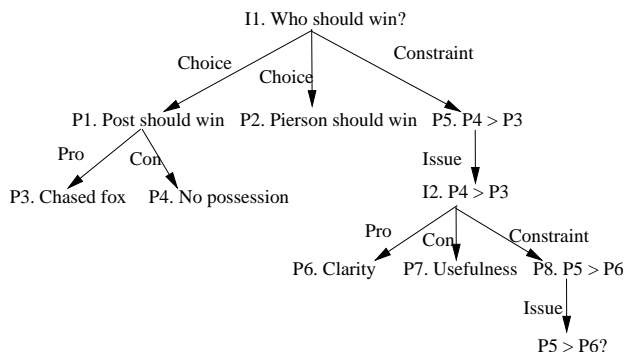 I1. Who should win?
Choice
Choice
Constraint
P1. Post should win
P2. Pierson should win
P5. P4 > P3
Pro
Con
Issue
P3. Chased fox
P4. No possession
I2. P4 > P3
Pro
Con
Constraint
P6. Clarity
P7. Usefulness
P8. P5 > P6
Issue
P5 > P6?